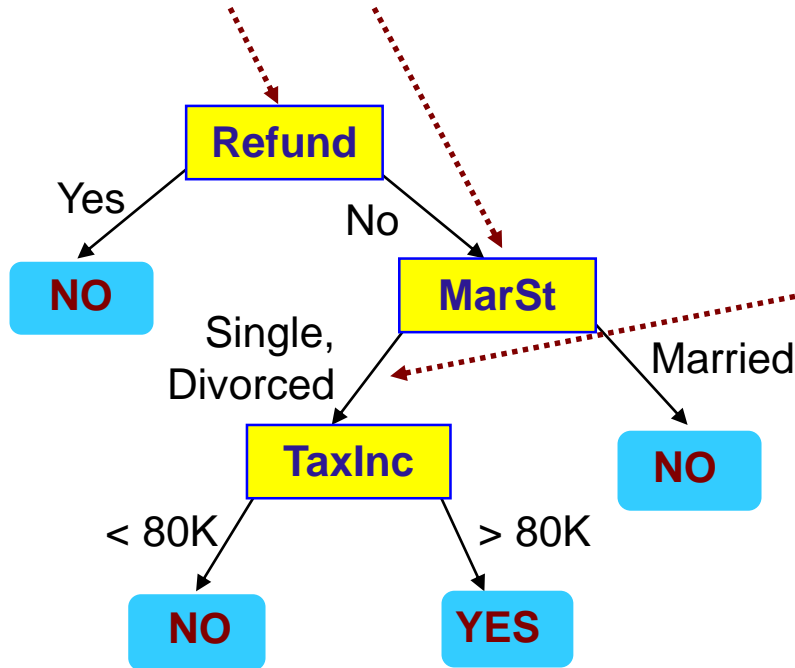 Refund
Yes
No
NO
MarSt
Single,
Divorced
Married
TaxInc
NO
< 80K
> 80K
NO
YES